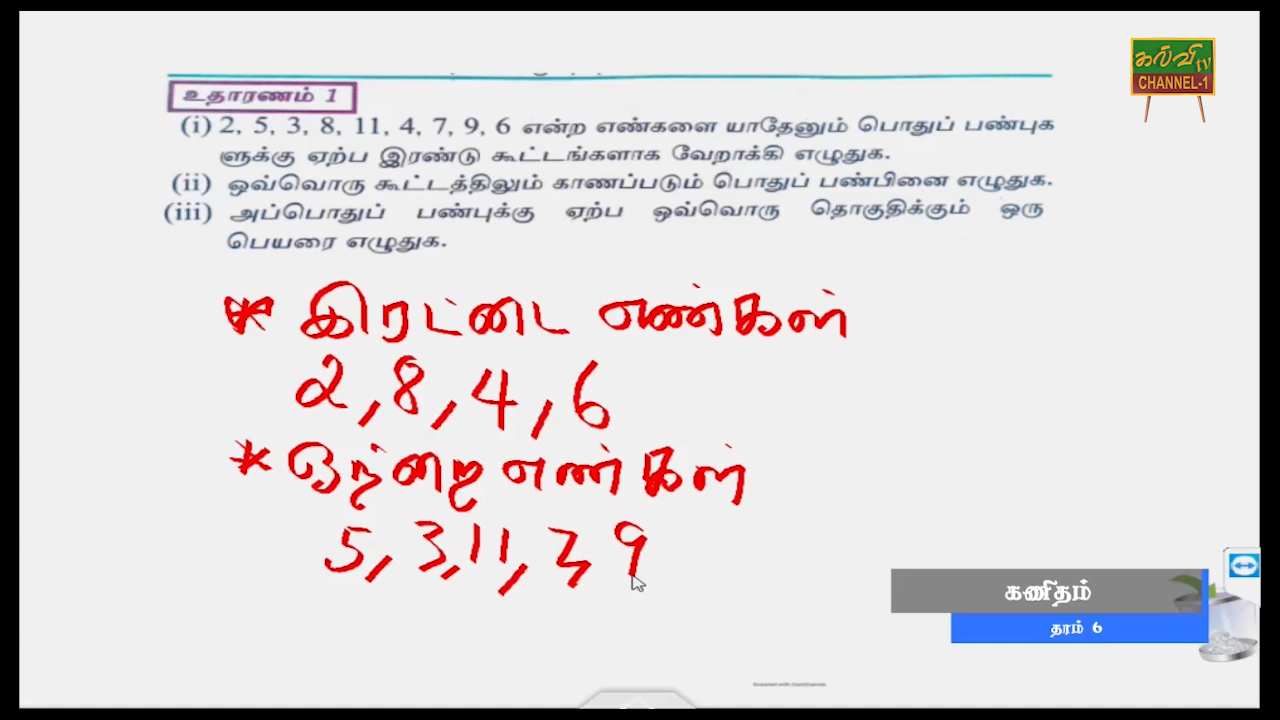 கல்வி tv
CHANNEL-1
உதாரணம் 1
(i) 2, 5, 3, 8, 11, 4, 7, 9, 6 என்ற எண்களை யாதேனும் பொதுப் பண்புக
ளுக்கு ஏற்ப இரண்டு கூட்டங்களாக வேறாக்கி எழுதுக.
(ii) ஒவ்வொரு கூட்டத்திலும் காணப்படும் பொதுப் பண்பினை எழுதுக.
(iii) அப்பொதுப் பண்புக்கு ஏற்ப ஒவ்வொரு தொகுதிக்கும் ஒரு
பெயரை எழுதுக.
* இரட்டை எண்கள்
2, 8, 4, 6
* ஒற்றை எண்கள்
5, 3, 11, 7, 9
கணிதம்
தரம் 6